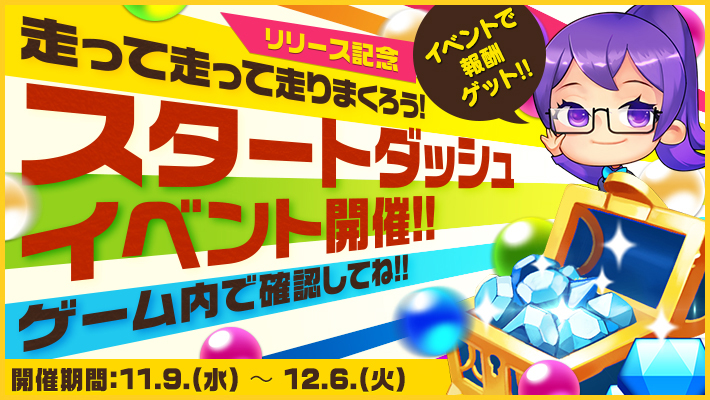 リリース記念
走って走って走りまくろう!
スタートダッシュ
イベント開催!!
ゲーム内で確認してね!!
イベントで
報酬
ゲット!!
開催期間:11.9.(水) ～ 12.6.(火)